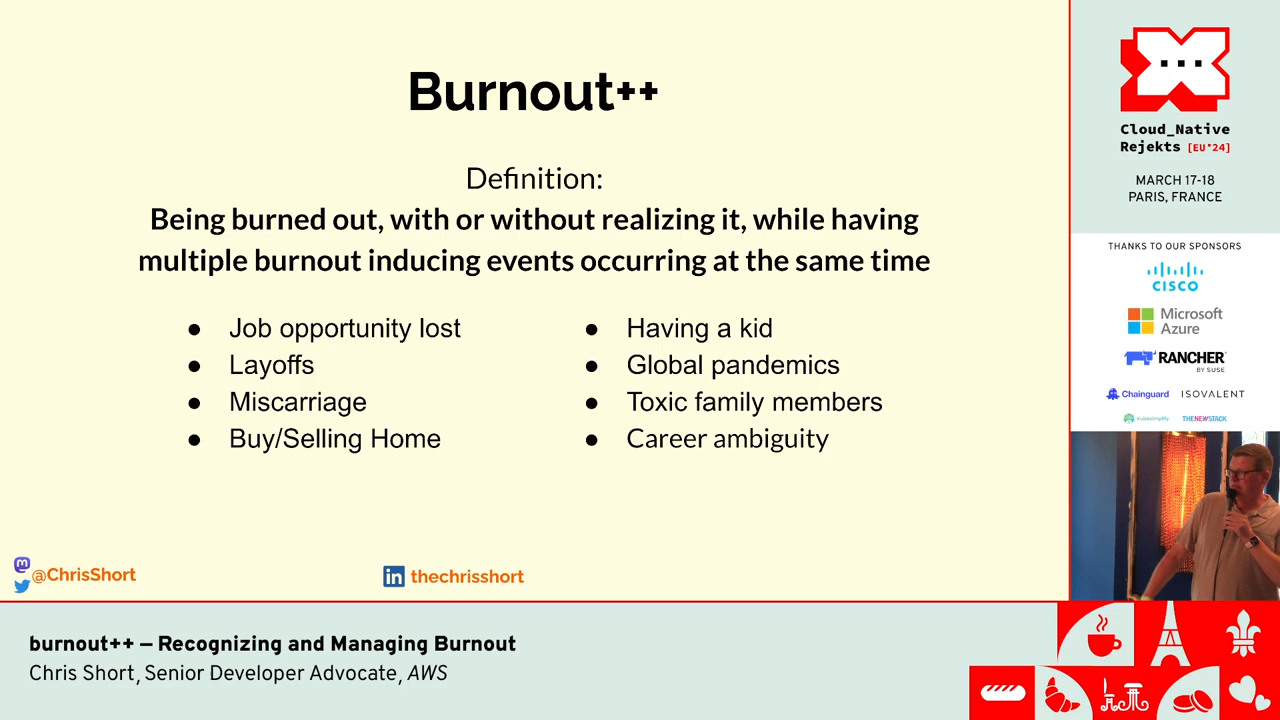 Burnout++
Definition:
Being burned out, with or without realizing it, while having
multiple burnout inducing events occurring at the same time
● Job opportunity lost
● Layoffs
● Miscarriage
● Buy/Selling Home
● Having a kid
● Global pandemics
● Toxic family members
● Career ambiguity
@ChrisShort
in thechrisshort
burnout++ – Recognizing and Managing Burnout
Chris Short, Senior Developer Advocate, AWS
Cloud_Native
Rejekts [EU'24]
MARCH 17-18
PARIS, FRANCE
THANKS TO OUR SPONSORS
CISCO
Microsoft
Azure
RANCHER
BY SUSE
Chainguard
ISOVALENT
kubesimplify
THENEWSTACK